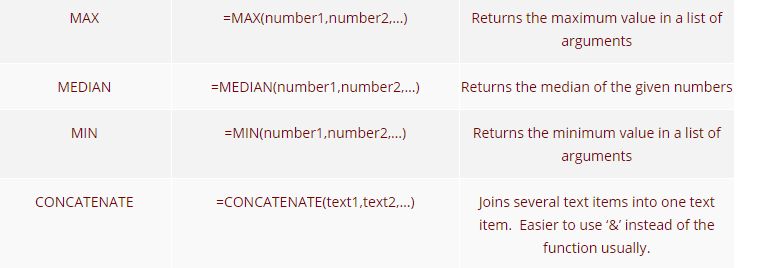 MAX =MAX(number1,number2,...) Returns the maximum value in a list of
arguments
MEDIAN =MEDIAN(number1,number2,...) Returns the median of the given numbers
MIN =MIN(number1,number2,...) Returns the minimum value in a list of
arguments
CONCATENATE =CONCATENATE(text1,text2,...) Joins several text items into one text
item. Easier to use ‘&’ instead of the
function usually.